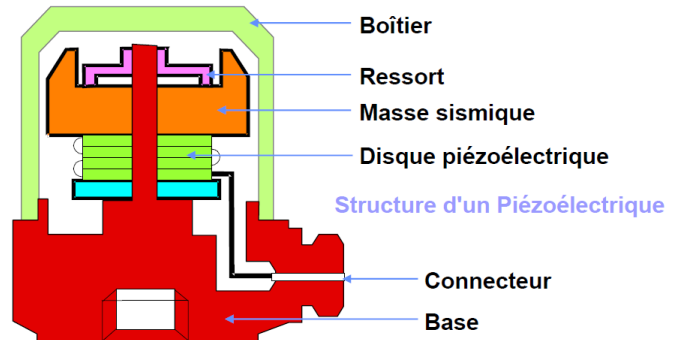 Boîtier
Ressort
Masse sismique
Disque piézoélectrique
Structure d'un Piézoélectrique
Connecteur
Base